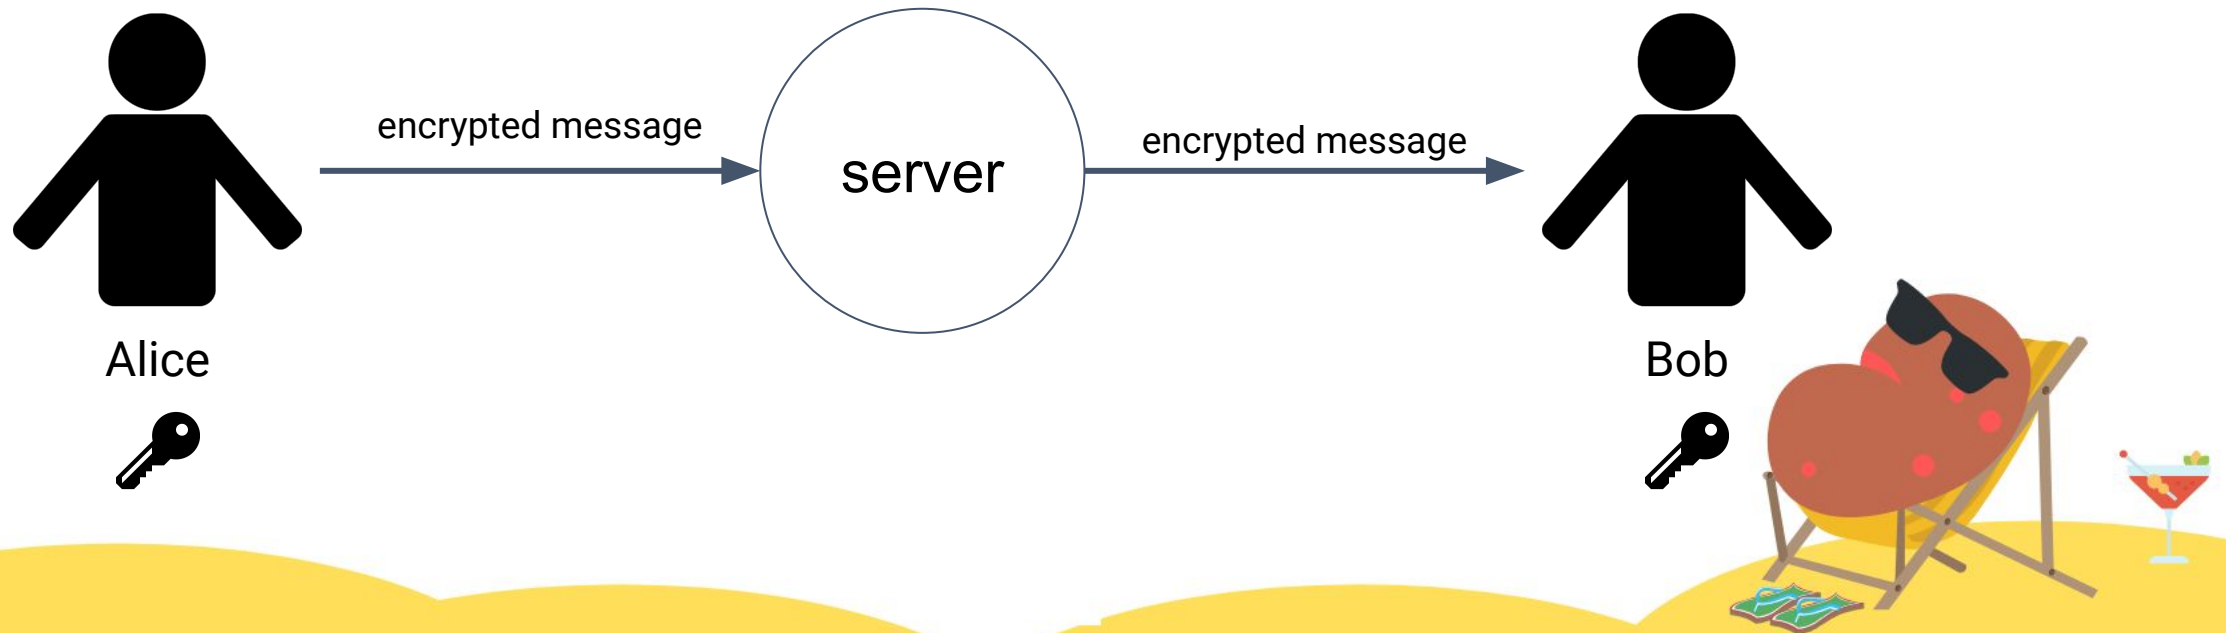 encrypted message
encrypted message
server
Alice
Bob